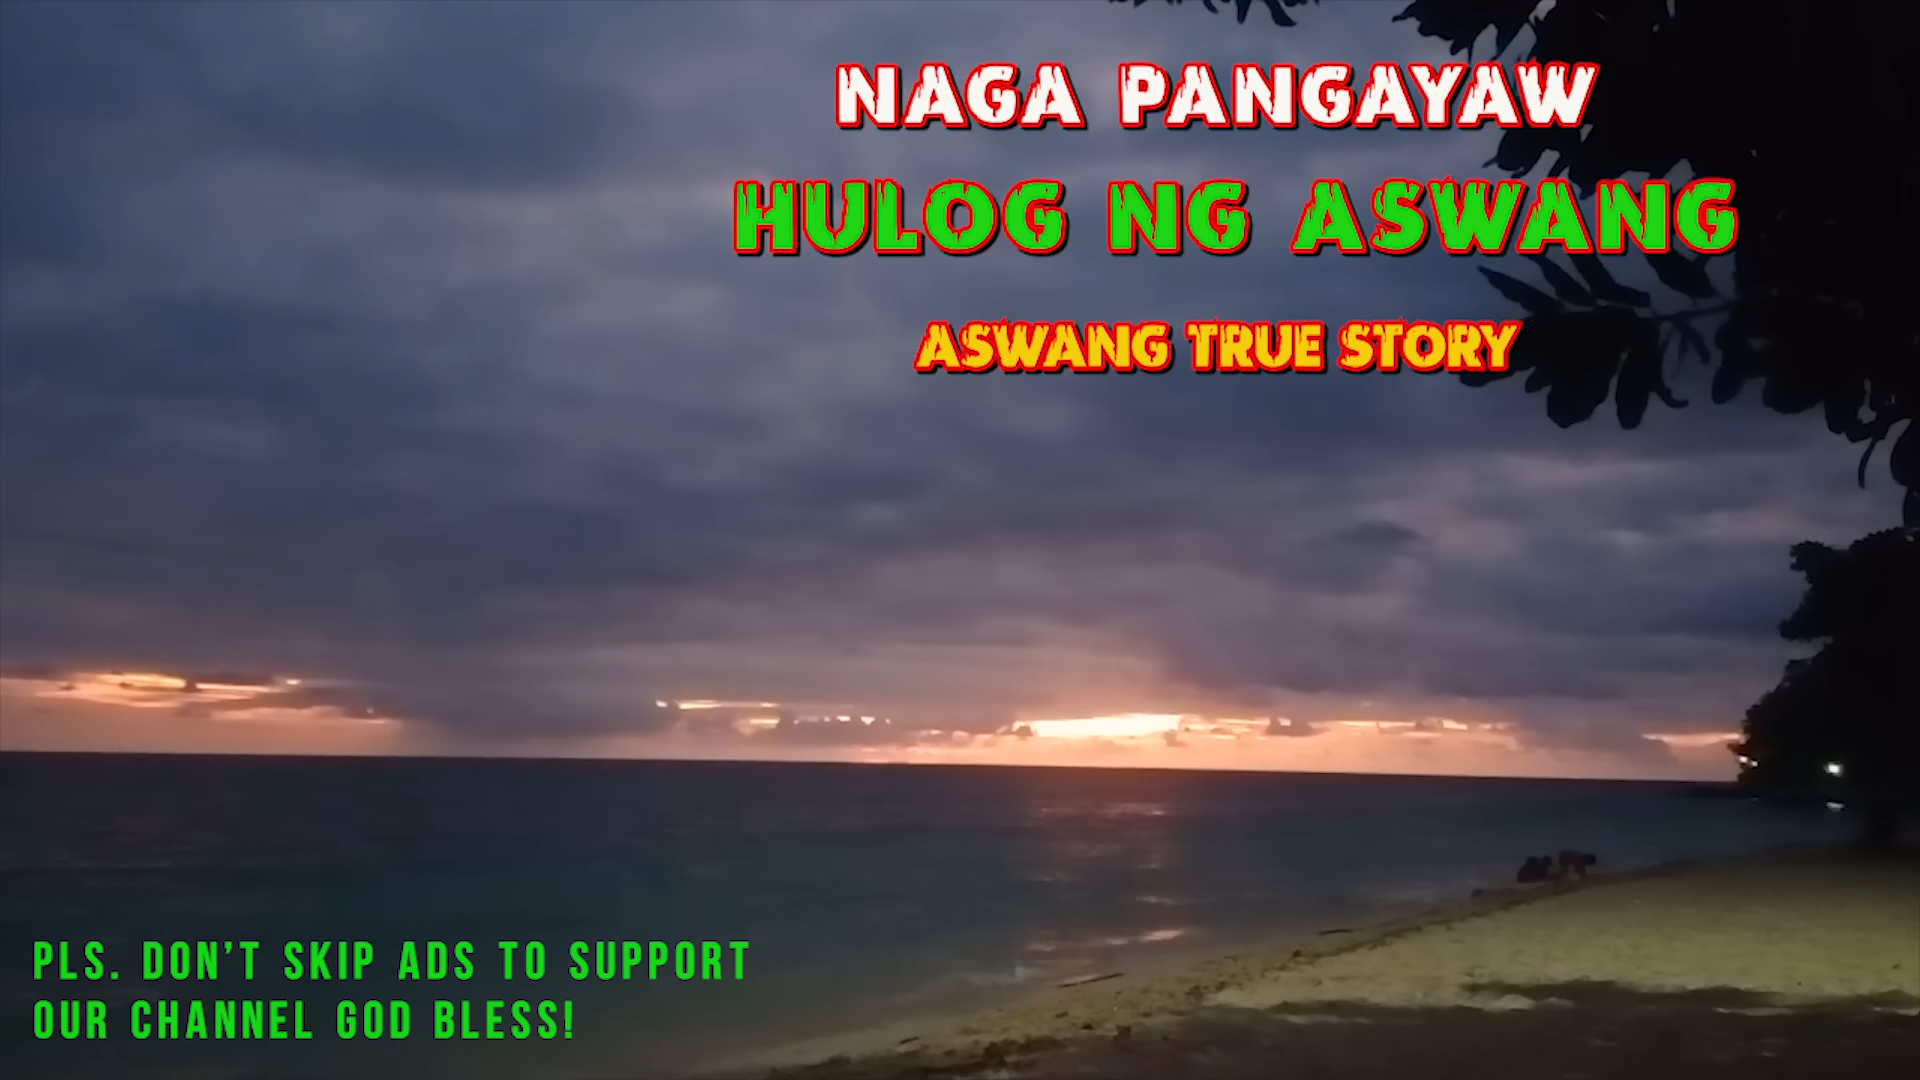 NAGA PANGAYAW
HULOG NG ASWANG
ASWANG TRUE STORY
PLS. DON'T SKIP ADS TO SUPPORT
OUR CHANNEL GOD BLESS!